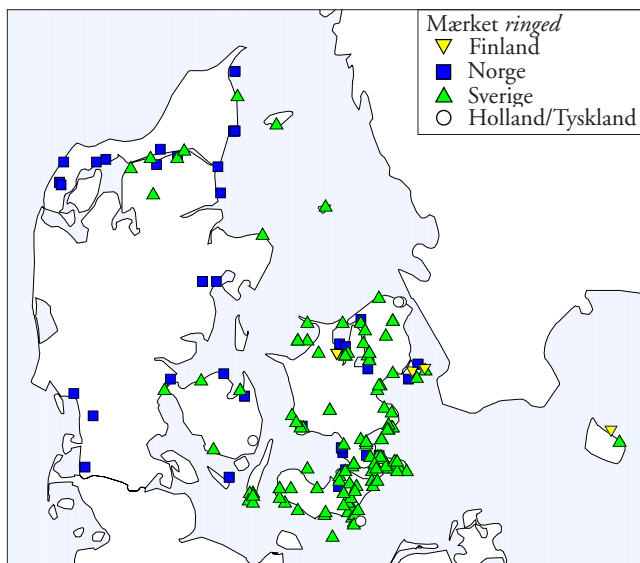 Mærket ringed
Finland
Norge
Sverige
Holland/Tyskland